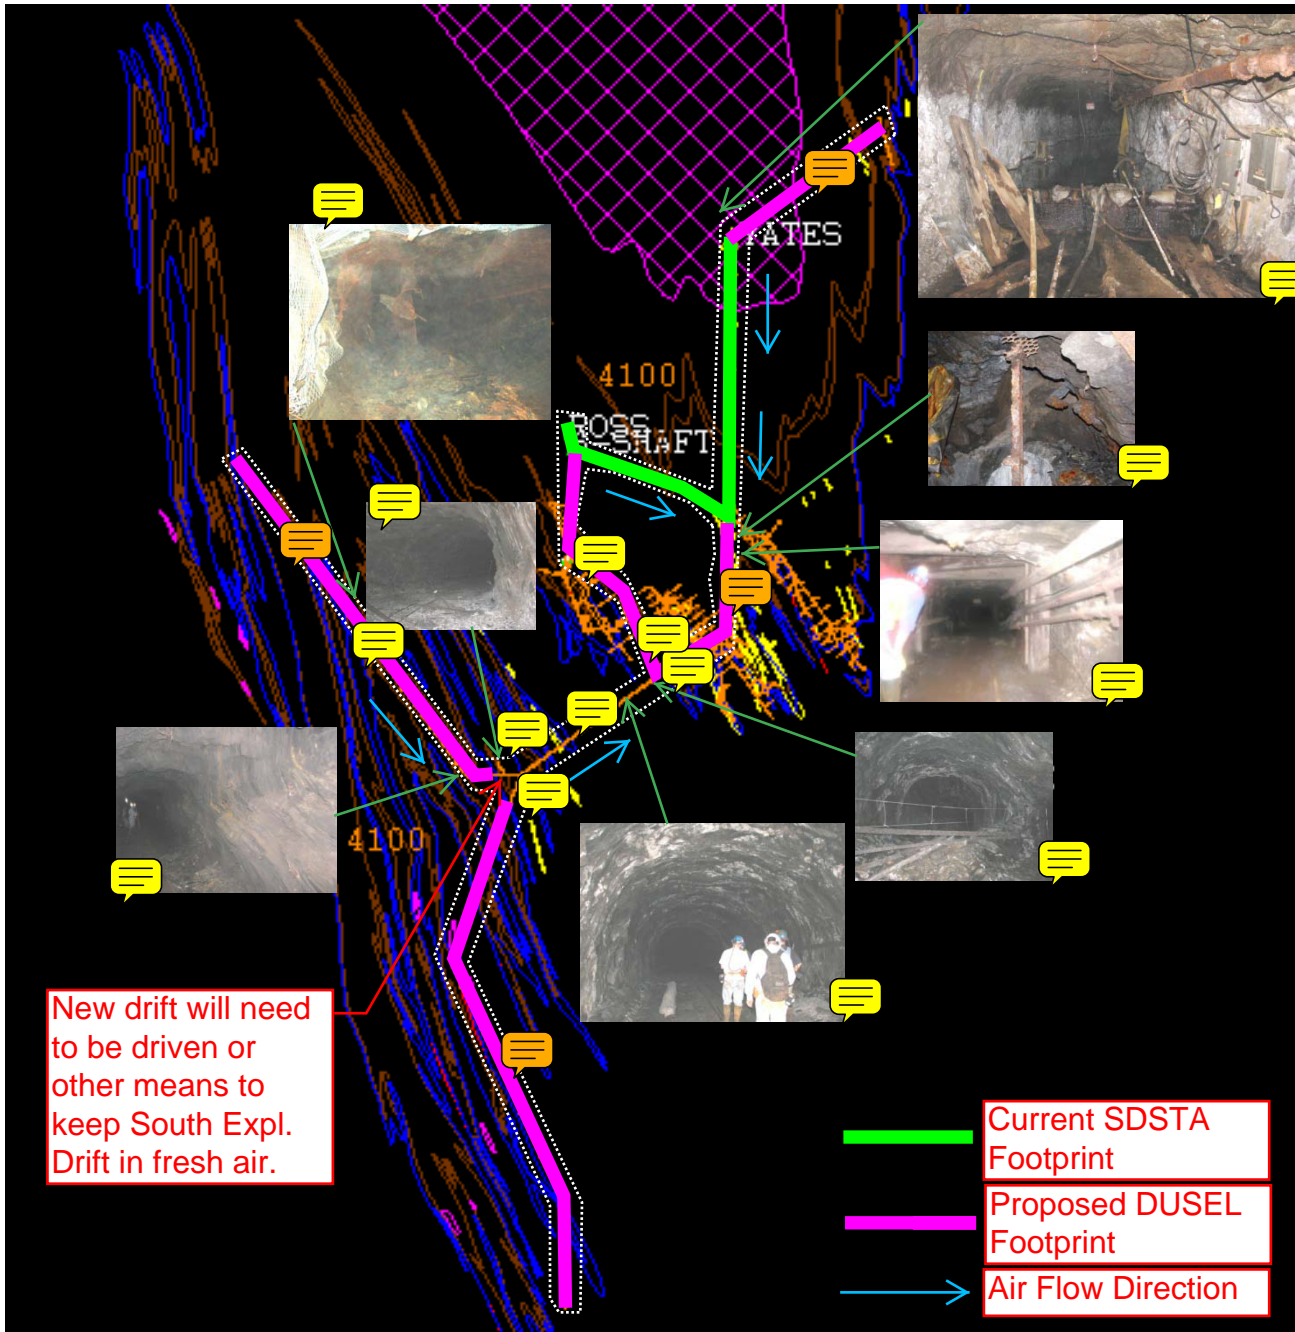 YATES
4100
ROSS
SHAFT
4100
New drift will need
to be driven or
other means to
keep South Expl.
Drift in fresh air.
Current SDSTA
Footprint
Proposed DUSEL
Footprint
Air Flow Direction